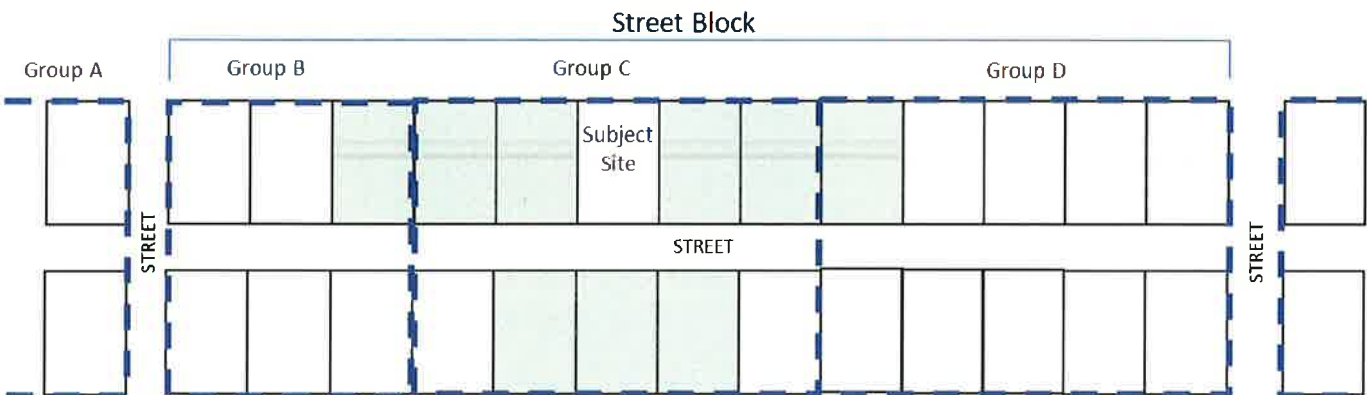 Street Block
Group A
Group B
Group C
Group D
Subject
Site
STREET
STREET
STREET